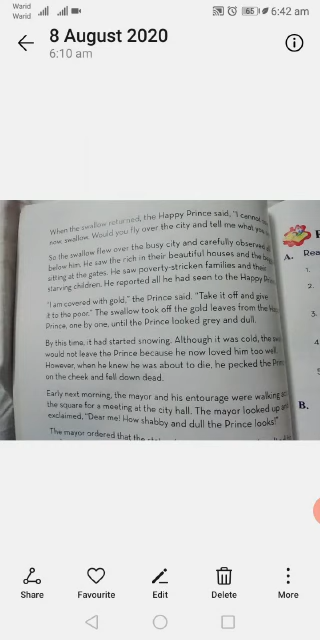 Warid
Warid
65
6:42 am
8 August 2020
6:10 am
When the swallow returned, the Happy Prince said, "I cannot
now swallow. Would you fly over the city and tell me what you
So the swallow flew over the busy city and carefully observed
below him. He saw the rich in their beautiful houses and the
sitting at the gates. He saw poverty-stricken families and their
starving children. He reported all he had seen to the Happy
"I am covered with gold," the Prince said. "Take it off and give
it to the poor." The swallow took off the gold leaves from the
Prince, one by one, until the Prince looked grey and dull.
By this time, it had started snowing. Although it was cold, the
would not leave the Prince because he now loved him too well.
However, when he knew he was about to die, he pecked the
on the cheek and fell down dead.
Early next morning, the mayor and his entourage were walking
the square for a meeting at the city hall. The mayor looked up
exclaimed, "Dear me! How shabby and dull the Prince looks!"
The mayor ordered that the
A.
1.
2.
3.
4
B.
Share
Favourite
Edit
Delete
More